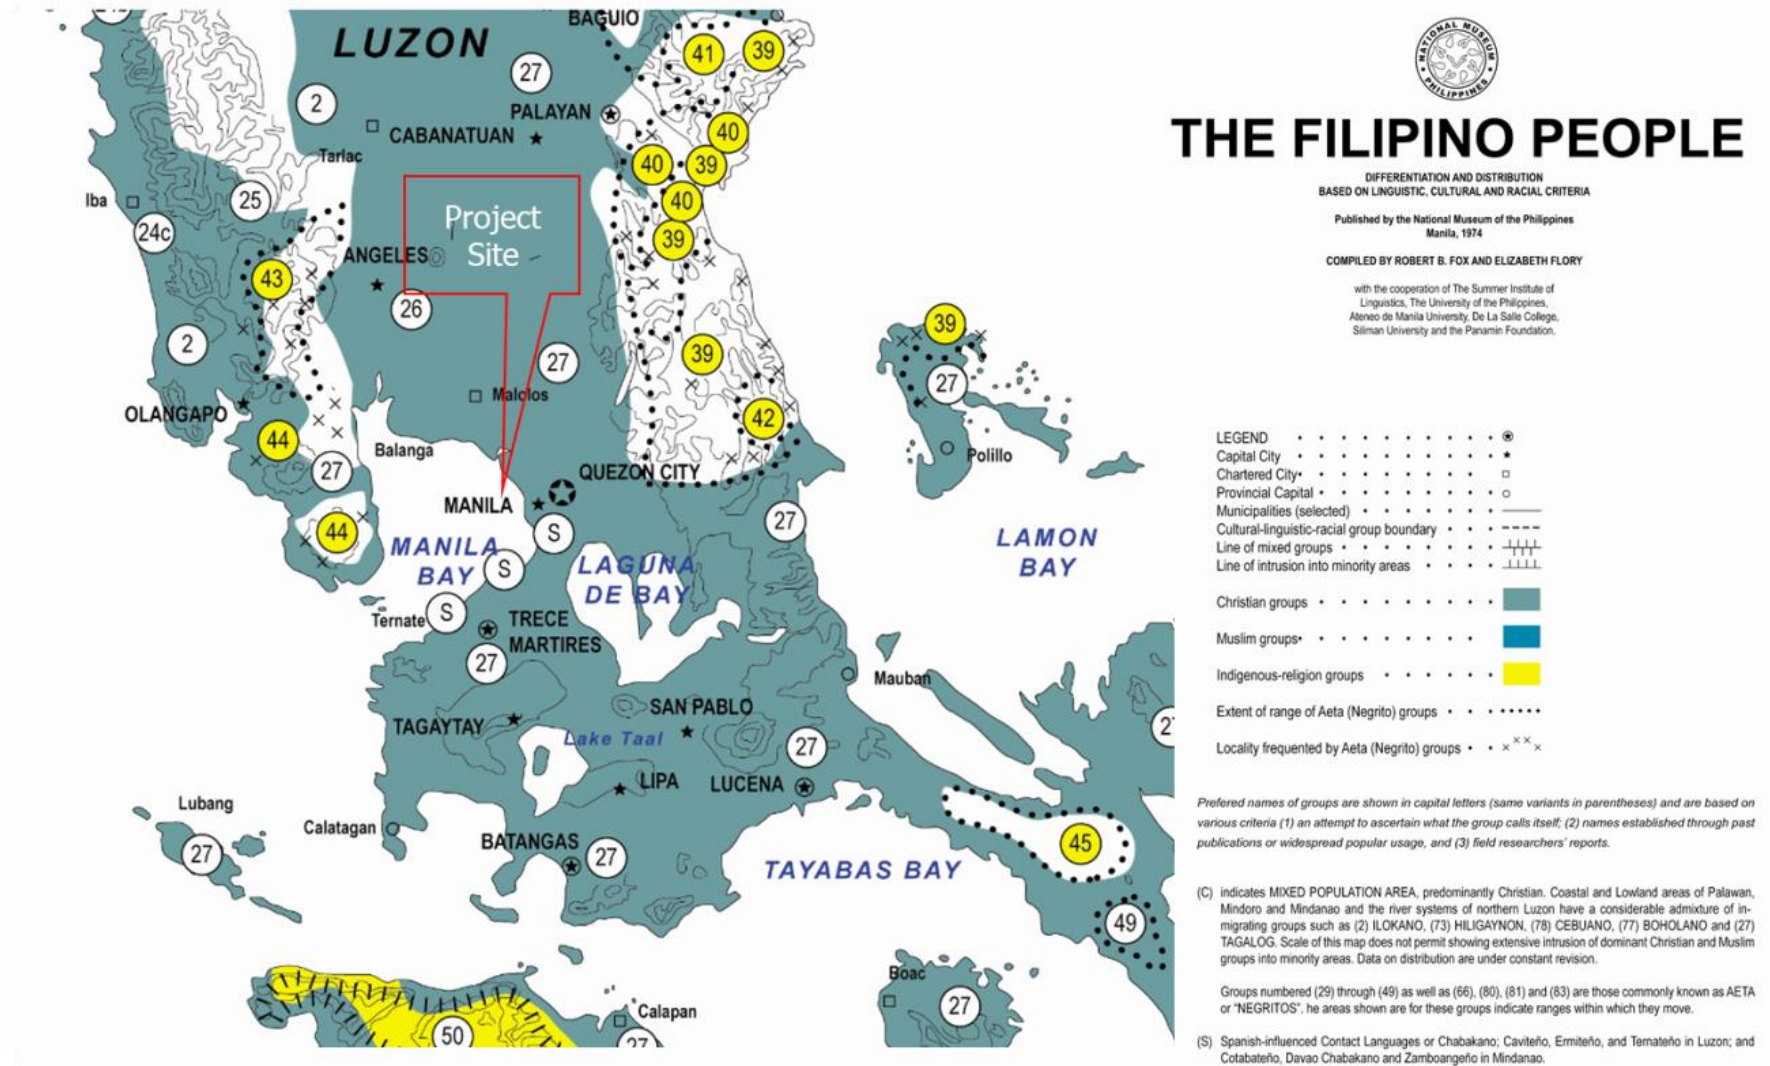 BAGUIO
LUZON
41
39
27
2
PALAYAN
CABANATUAN
40
Tarlac
40
39
Iba
25
40
Project
Site
24c
39
ANGELES
43
26
39
2
39
27
27
Malolos
OLANGAPO
42
44
Balanga
Polillo
27
QUEZON CITY
MANILA
27
44
S
MANILA
BAY
S
LAGUNA
DE BAY
LAMON
BAY
Ternate
S
TRECE
MARTIRES
27
Mauban
SAN PABLO
TAGAYTAY
Lake Taal
27
LIPA
LUCENA
Lubang
Calatagan
BATANGAS
27
27
45
TAYABAS BAY
49
Boac
27
Calapan
50
27
NATIONAL MUSEUM
PHILIPPINES
THE FILIPINO PEOPLE
DIFFERENTIATION AND DISTRIBUTION
BASED ON LINGUISTIC, CULTURAL AND RACIAL CRITERIA
Published by the National Museum of the Philippines
Manila, 1974
COMPILED BY ROBERT B. FOX AND ELIZABETH FLORY
with the cooperation of The Summer Institute of
Linguistics, The University of the Philippines,
Ateneo de Manila University, De La Salle College,
Siliman University and the Panamin Foundation.
LEGEND
Capital City
Chartered City
Provincial Capital
Municipalities (selected)
Cultural-linguistic-racial group boundary
Line of mixed groups
Line of intrusion into minority areas
Christian groups
Muslim groups
Indigenous-religion groups
Extent of range of Aeta (Negrito) groups
Locality frequented by Aeta (Negrito) groups
Prefered names of groups are shown in capital letters (same variants in parentheses) and are based on
various criteria (1) an attempt to ascertain what the group calls itself; (2) names established through past
publications or widespread popular usage, and (3) field researchers' reports.
(C) indicates MIXED POPULATION AREA, predominantly Christian. Coastal and Lowland areas of Palawan,
Mindoro and Mindanao and the river systems of northern Luzon have a considerable admixture of in-
migrating groups such as (2) ILOKANO, (73) HILIGAYNON, (78) CEBUANO, (77) BOHOLANO and (27)
TAGALOG. Scale of this map does not permit showing extensive intrusion of dominant Christian and Muslim
groups into minority areas. Data on distribution are under constant revision.
Groups numbered (29) through (49) as well as (66), (80), (81) and (83) are those commonly known as AETA
or "NEGRITOS". he areas shown are for these groups indicate ranges within which they move.
(S) Spanish-influenced Contact Languages or Chabakano; Caviteño, Ermiteño, and Ternateño in Luzon; and
Cotabateño, Davao Chabakano and Zamboangeño in Mindanao.